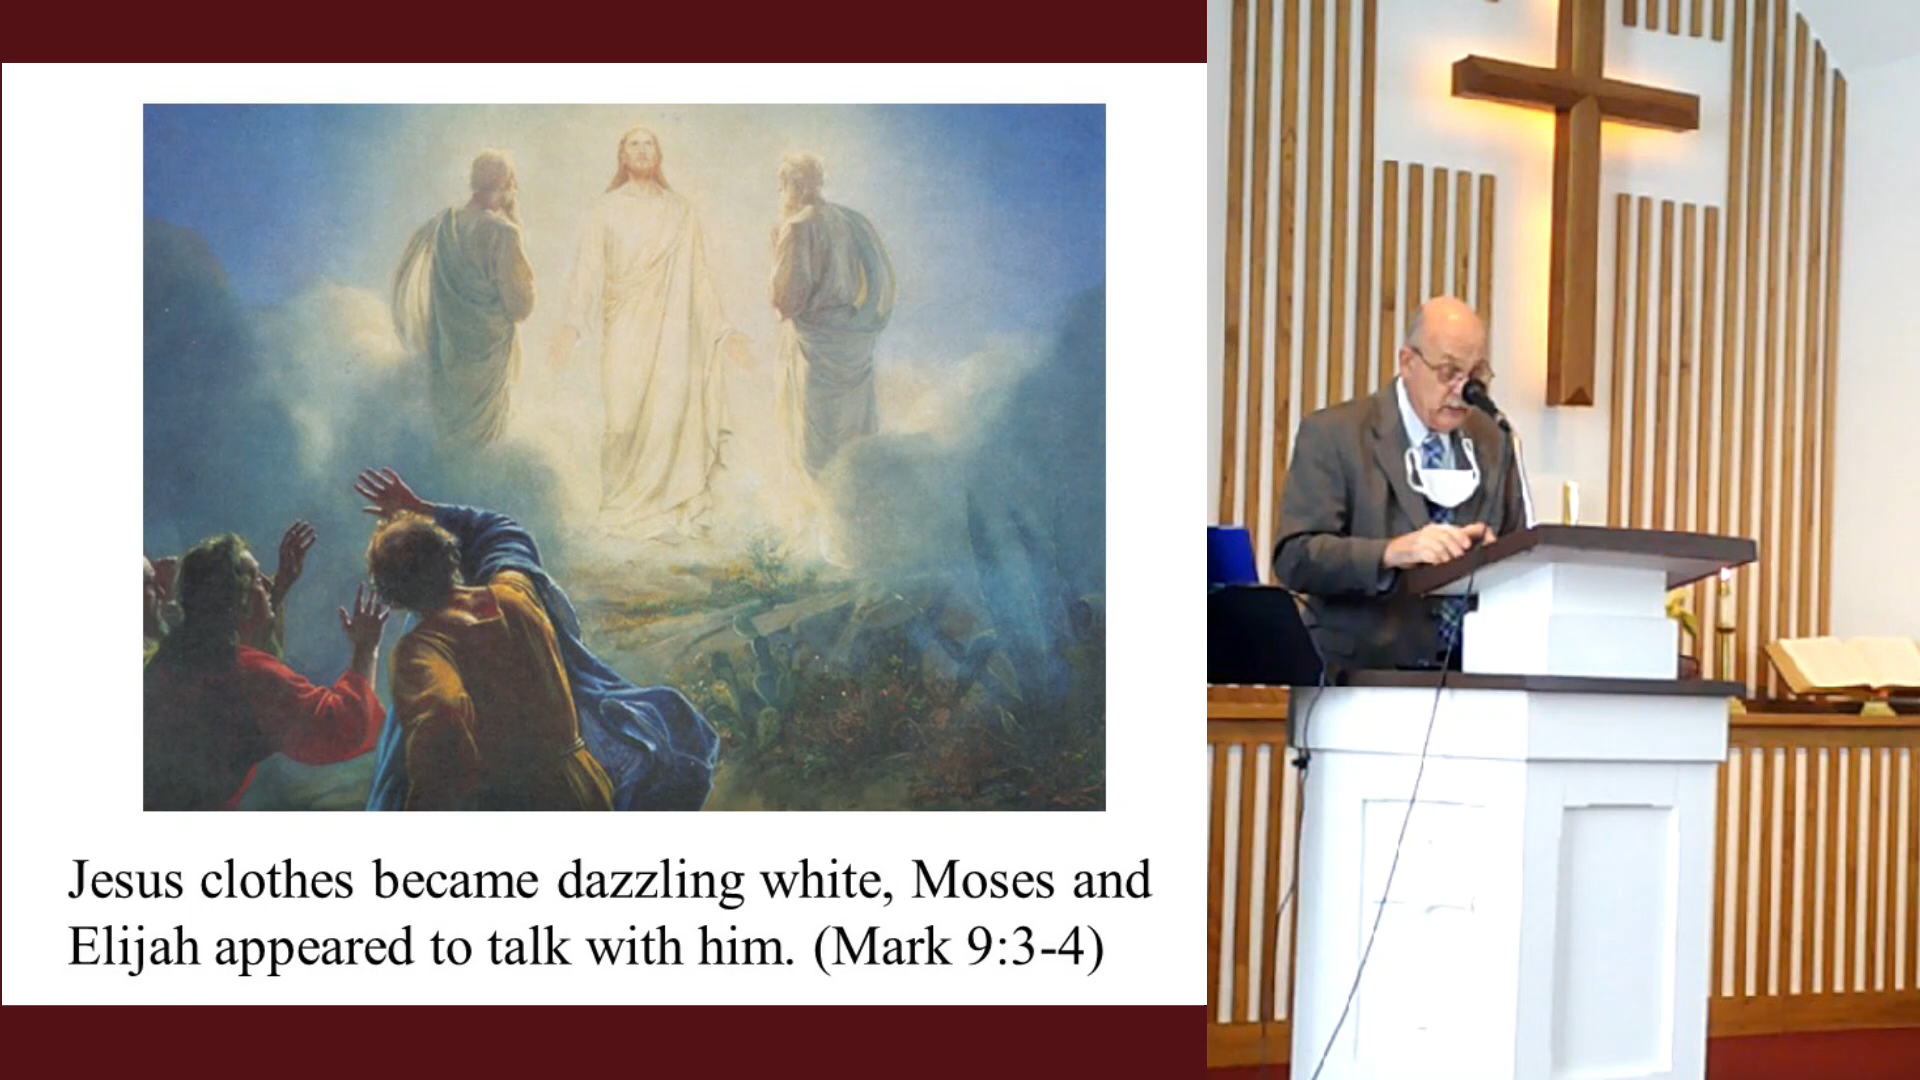 Jesus clothes became dazzling white, Moses and
Elijah appeared to talk with him. (Mark 9:3-4)